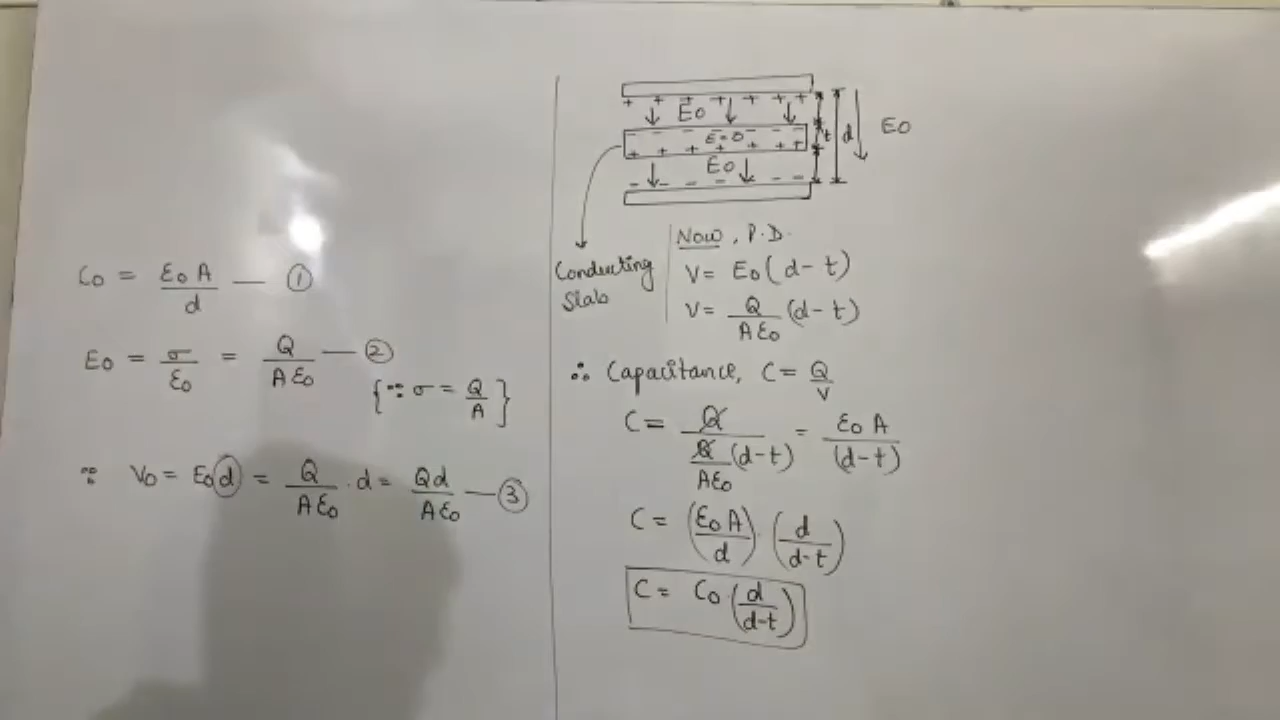 C₀ = ε₀A/d — ①
E₀ = σ/ε₀ = Q/Aε₀ — ②
{∵ σ = Q/A}
∵ V₀ = E₀d = Q/Aε₀ . d = Qd/Aε₀ — ③
+ + + + + + +
E₀
- - - E=0 - - -
+ + + + + + +
E₀
- - - - - - -
t d E₀
Conducting
Slab
Now, P.D.
V = E₀(d-t)
V = Q/Aε₀ (d-t)
∴ Capacitance, C = Q/V
C = Q/(Q/Aε₀ (d-t)) = ε₀A/(d-t)
C = (ε₀A/d) . (d/d-t)
C = C₀ (d/d-t)